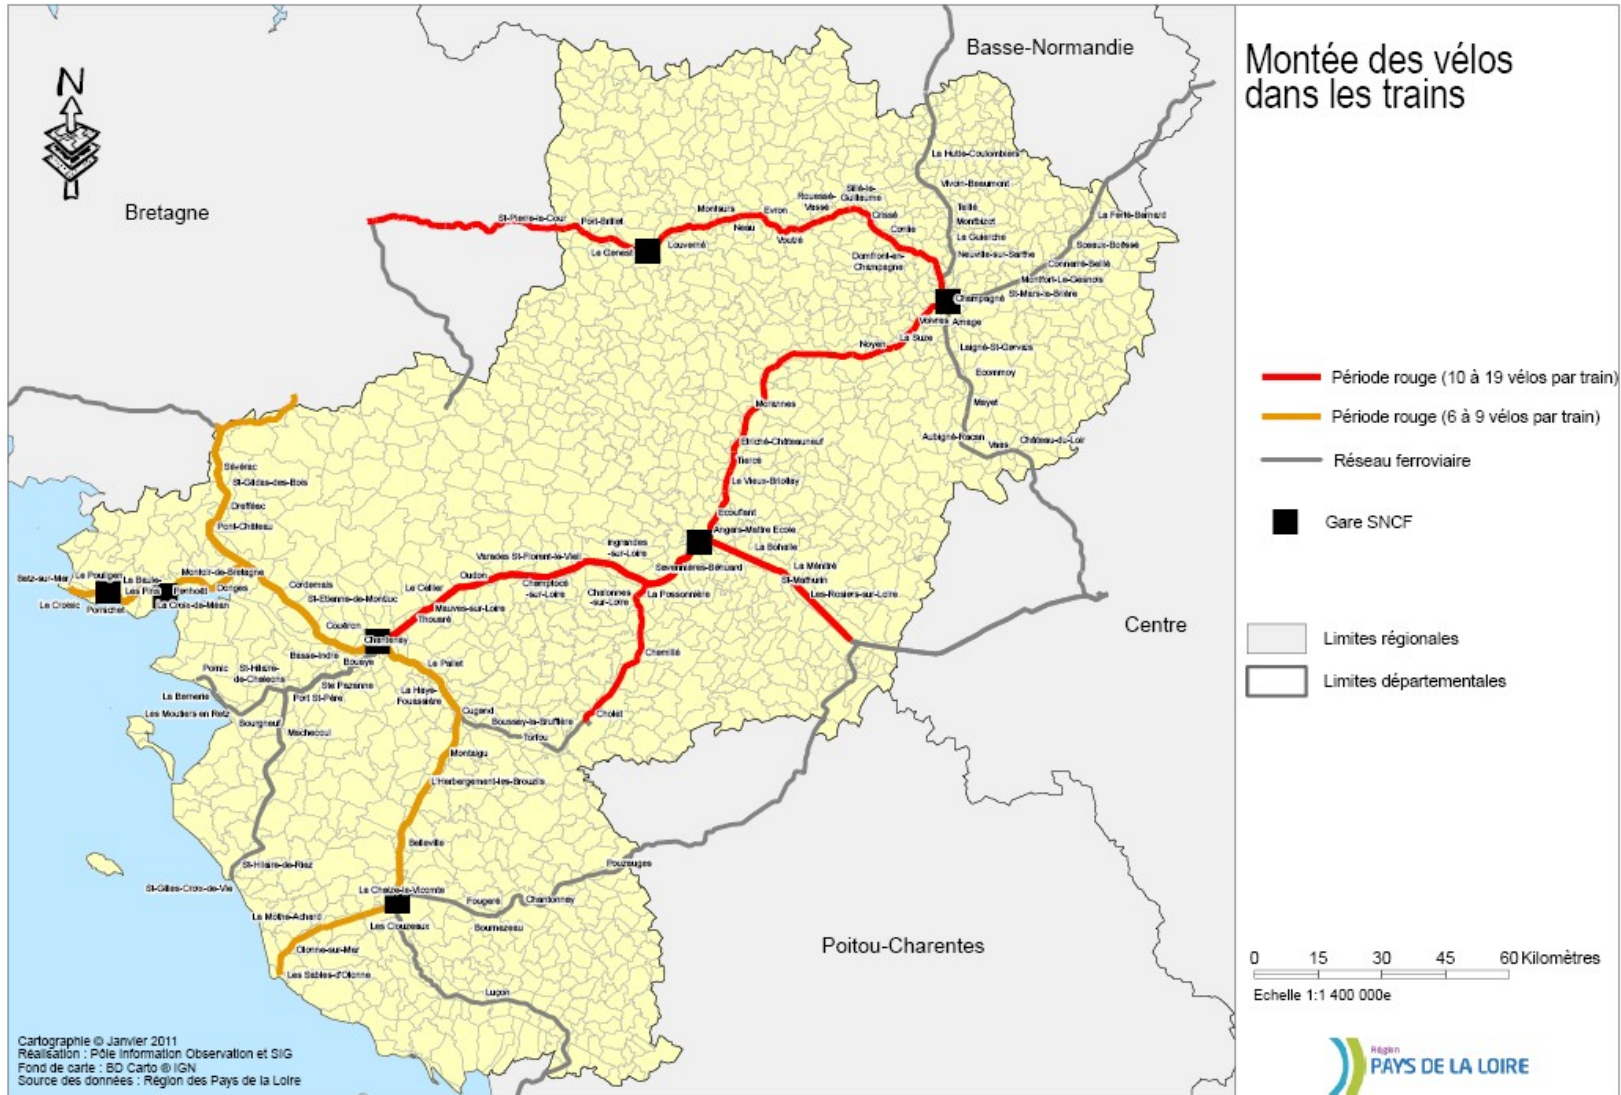 Montée des vélos
dans les trains
Basse-Normandie
Bretagne
Centre
Poitou-Charentes
N
La Hutte-Coulombiers
Vivoin-Beaumont
Teillé
Montbizot
La Guierche
Neuville-sur-Sarthe
La Ferté-Bernard
Sceaux-Boëssé
Connerré-Beillé
Montfort-Le-Gesnois
St-Mars-la-Brière
Champagné
St-Pierre-la-Cour
Port-Brillet
Le Genest
Louverné
Montsurs
Neau
Evron
Voutré
Rouessé-
Vassé
Sillé-le-
Guillaume
Crissé
Conlie
Domfront-en-
Champagne
Voivres
Arnage
La Suze
Noyen
Laigné-St-Gervais
Ecommoy
Mayet
Aubigné-Racan
Vaas
Château-du-Loir
Morannes
Etriché-Châteauneuf
Tiercé
Le Vieux-Briollay
Ecouflant
Angers-Maître Ecole
La Bohalle
La Ménitré
St-Mathurin
Les-Rosiers-sur-Loire
Savennières-Béhuard
La Possonnière
Ingrandes
-sur-Loire
Varades St-Florent-le-Vieil
Champtocé
-sur-Loire
Chalonnes
-sur-Loire
Chemillé
Cholet
Oudon
Le Cellier
Mauves-sur-Loire
Thouaré
Chantenay
Sévérac
St-Gildas-des-Bois
Drefféac
Pont-Château
Montoir-de-Bretagne
Donges
Penhoët
La Croix-de-Méan
La Baule-
Les Pins
Le Pouliguen
Batz-sur-Mer
Le Croisic
Pornichet
Cordemais
St-Etienne-de-Montluc
Couëron
Basse-Indre
Bouaye
Le Pallet
La Haye-
Fouassière
Cugand
Boussay-la-Bruffière
Torfou
Pornic
St-Hilaire-
de-Chaleons
Ste Pazanne
Port St-Père
La Bernerie
Les Moutiers en Retz
Bourgneuf
Machecoul
Montaigu
L'Herbergement-les-Brouzils
Belleville
St-Hilaire-de-Riez
St-Gilles-Croix-de-Vie
La Chaize-le-Vicomte
Fougeré
Chantonnay
Pouzauges
Bournezeau
Les Clouzeaux
La Mothe-Achard
Olonne-sur-Mer
Les Sables-d'Olonne
Luçon
Période rouge (10 à 19 vélos par train)
Période rouge (6 à 9 vélos par train)
Réseau ferroviaire
Gare SNCF
Limites régionales
Limites départementales
0 15 30 45 60 Kilomètres
Echelle 1:1 400 000e
Région
PAYS DE LA LOIRE
Cartographie © Janvier 2011
Réalisation : Pôle Information Observation et SIG
Fond de carte : BD Carto ® IGN
Source des données : Région des Pays de la Loire